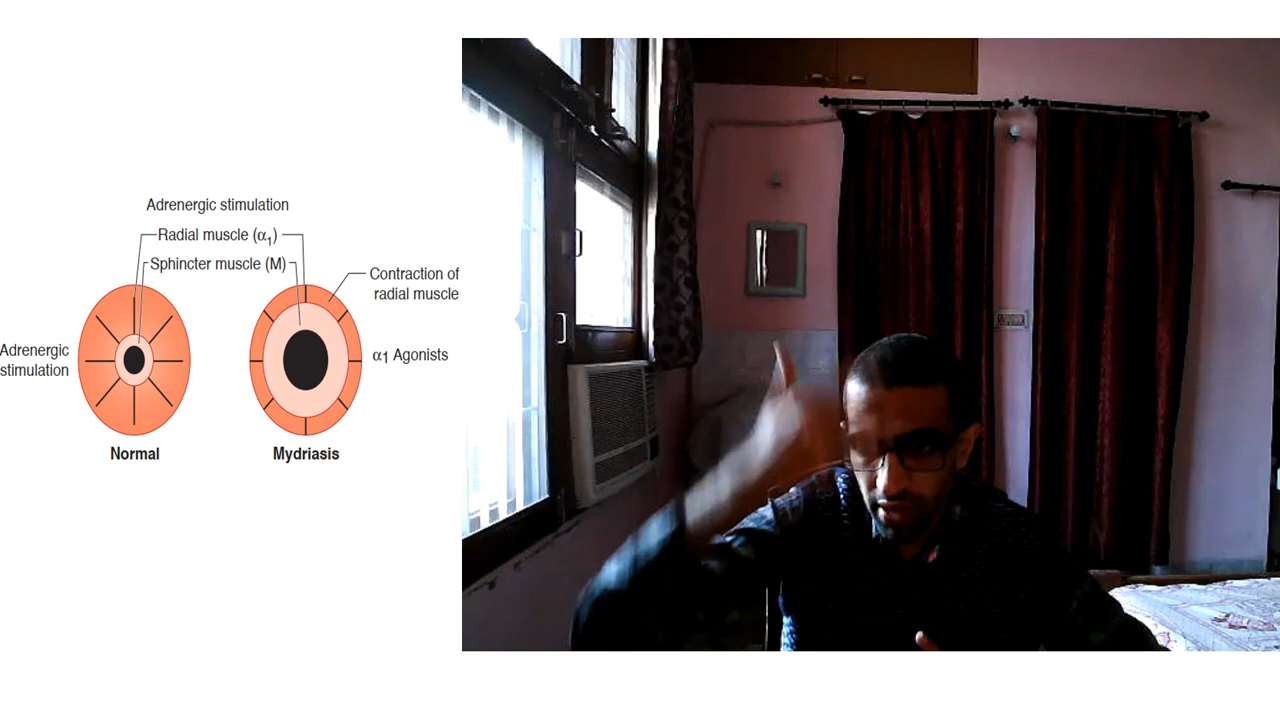 Adrenergic stimulation
Radial muscle (α₁)
Sphincter muscle (M)
Contraction of
radial muscle
Adrenergic
stimulation
α1 Agonists
Normal
Mydriasis